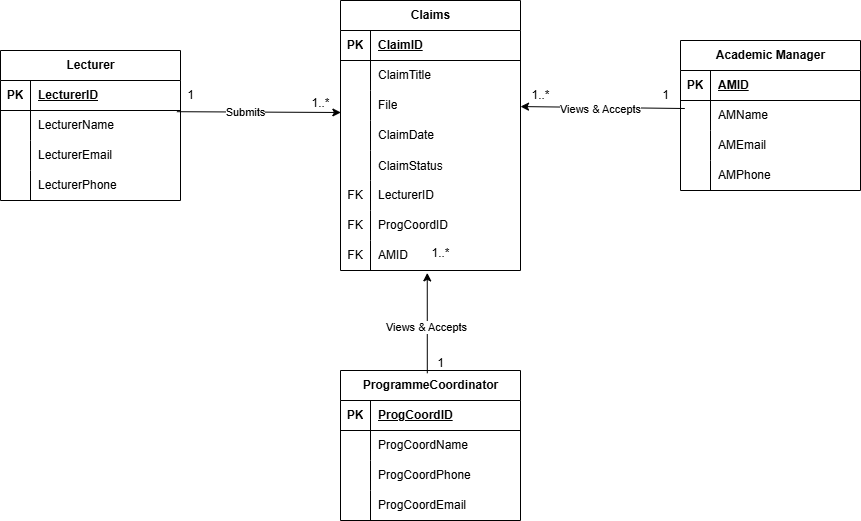 Claims
PK ClaimID
ClaimTitle
File
ClaimDate
ClaimStatus
FK LecturerID
FK ProgCoordID
FK AMID
1..*
Lecturer
PK LecturerID
LecturerName
LecturerEmail
LecturerPhone
1
Submits
1..*
Academic Manager
PK AMID
AMName
AMEmail
AMPhone
1..*
Views & Accepts
1
Views & Accepts
1
ProgrammeCoordinator
PK ProgCoordID
ProgCoordName
ProgCoordPhone
ProgCoordEmail